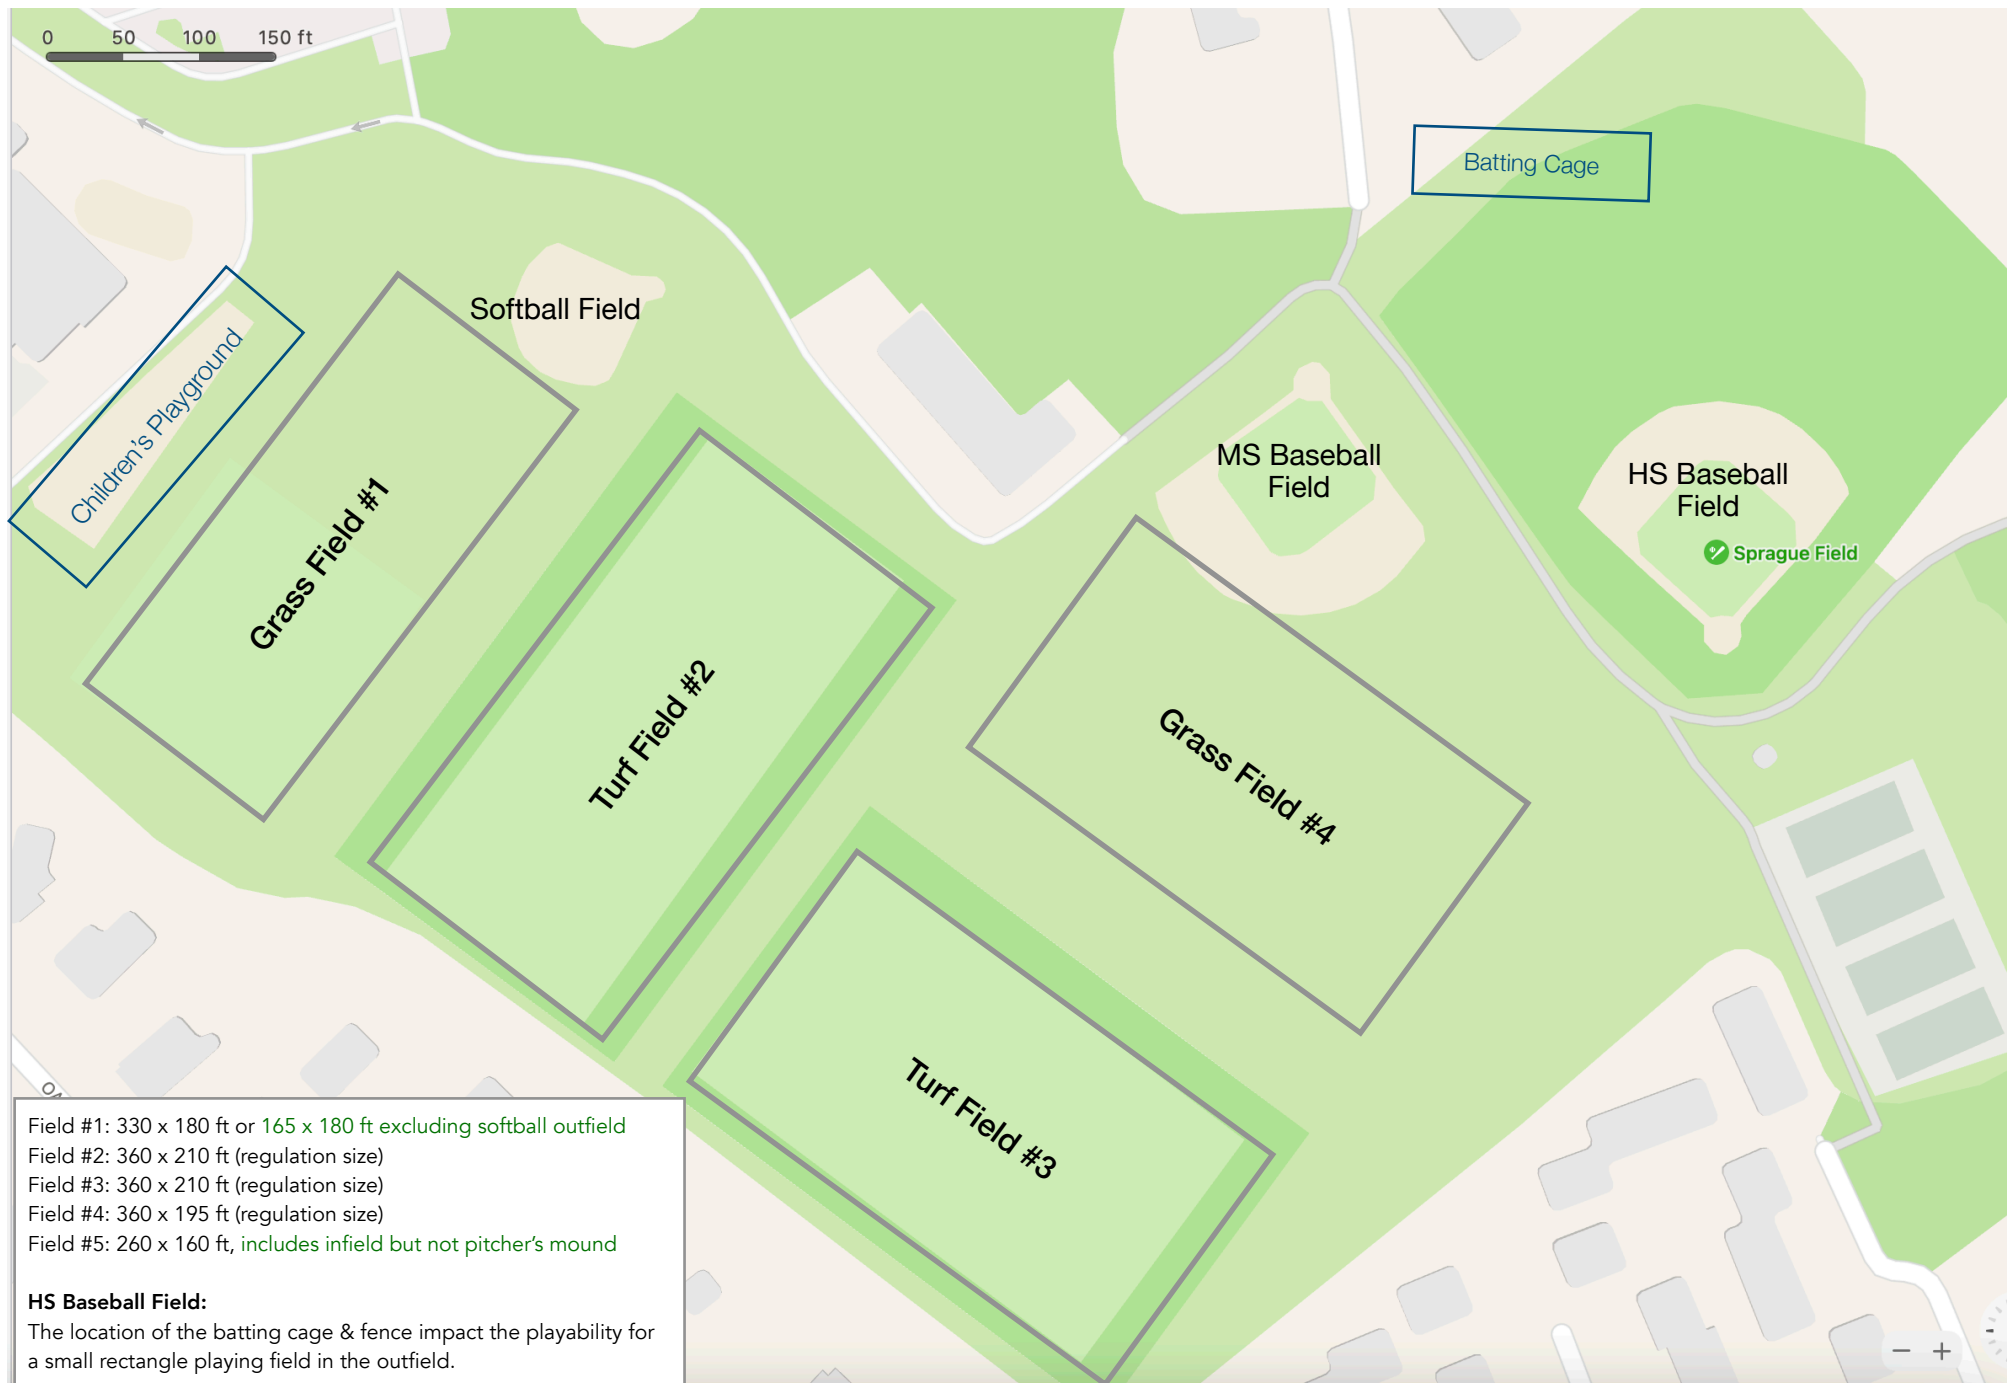 0 50 100 150 ft
Batting Cage
Softball Field
Children's Playground
MS Baseball
Field
HS Baseball
Field
Sprague Field
Grass Field #1
Turf Field #2
Grass Field #4
Turf Field #3
Field #1: 330 x 180 ft or 165 x 180 ft excluding softball outfield
Field #2: 360 x 210 ft (regulation size)
Field #3: 360 x 210 ft (regulation size)
Field #4: 360 x 195 ft (regulation size)
Field #5: 260 x 160 ft, includes infield but not pitcher's mound
HS Baseball Field:
The location of the batting cage & fence impact the playability for
a small rectangle playing field in the outfield.
− +